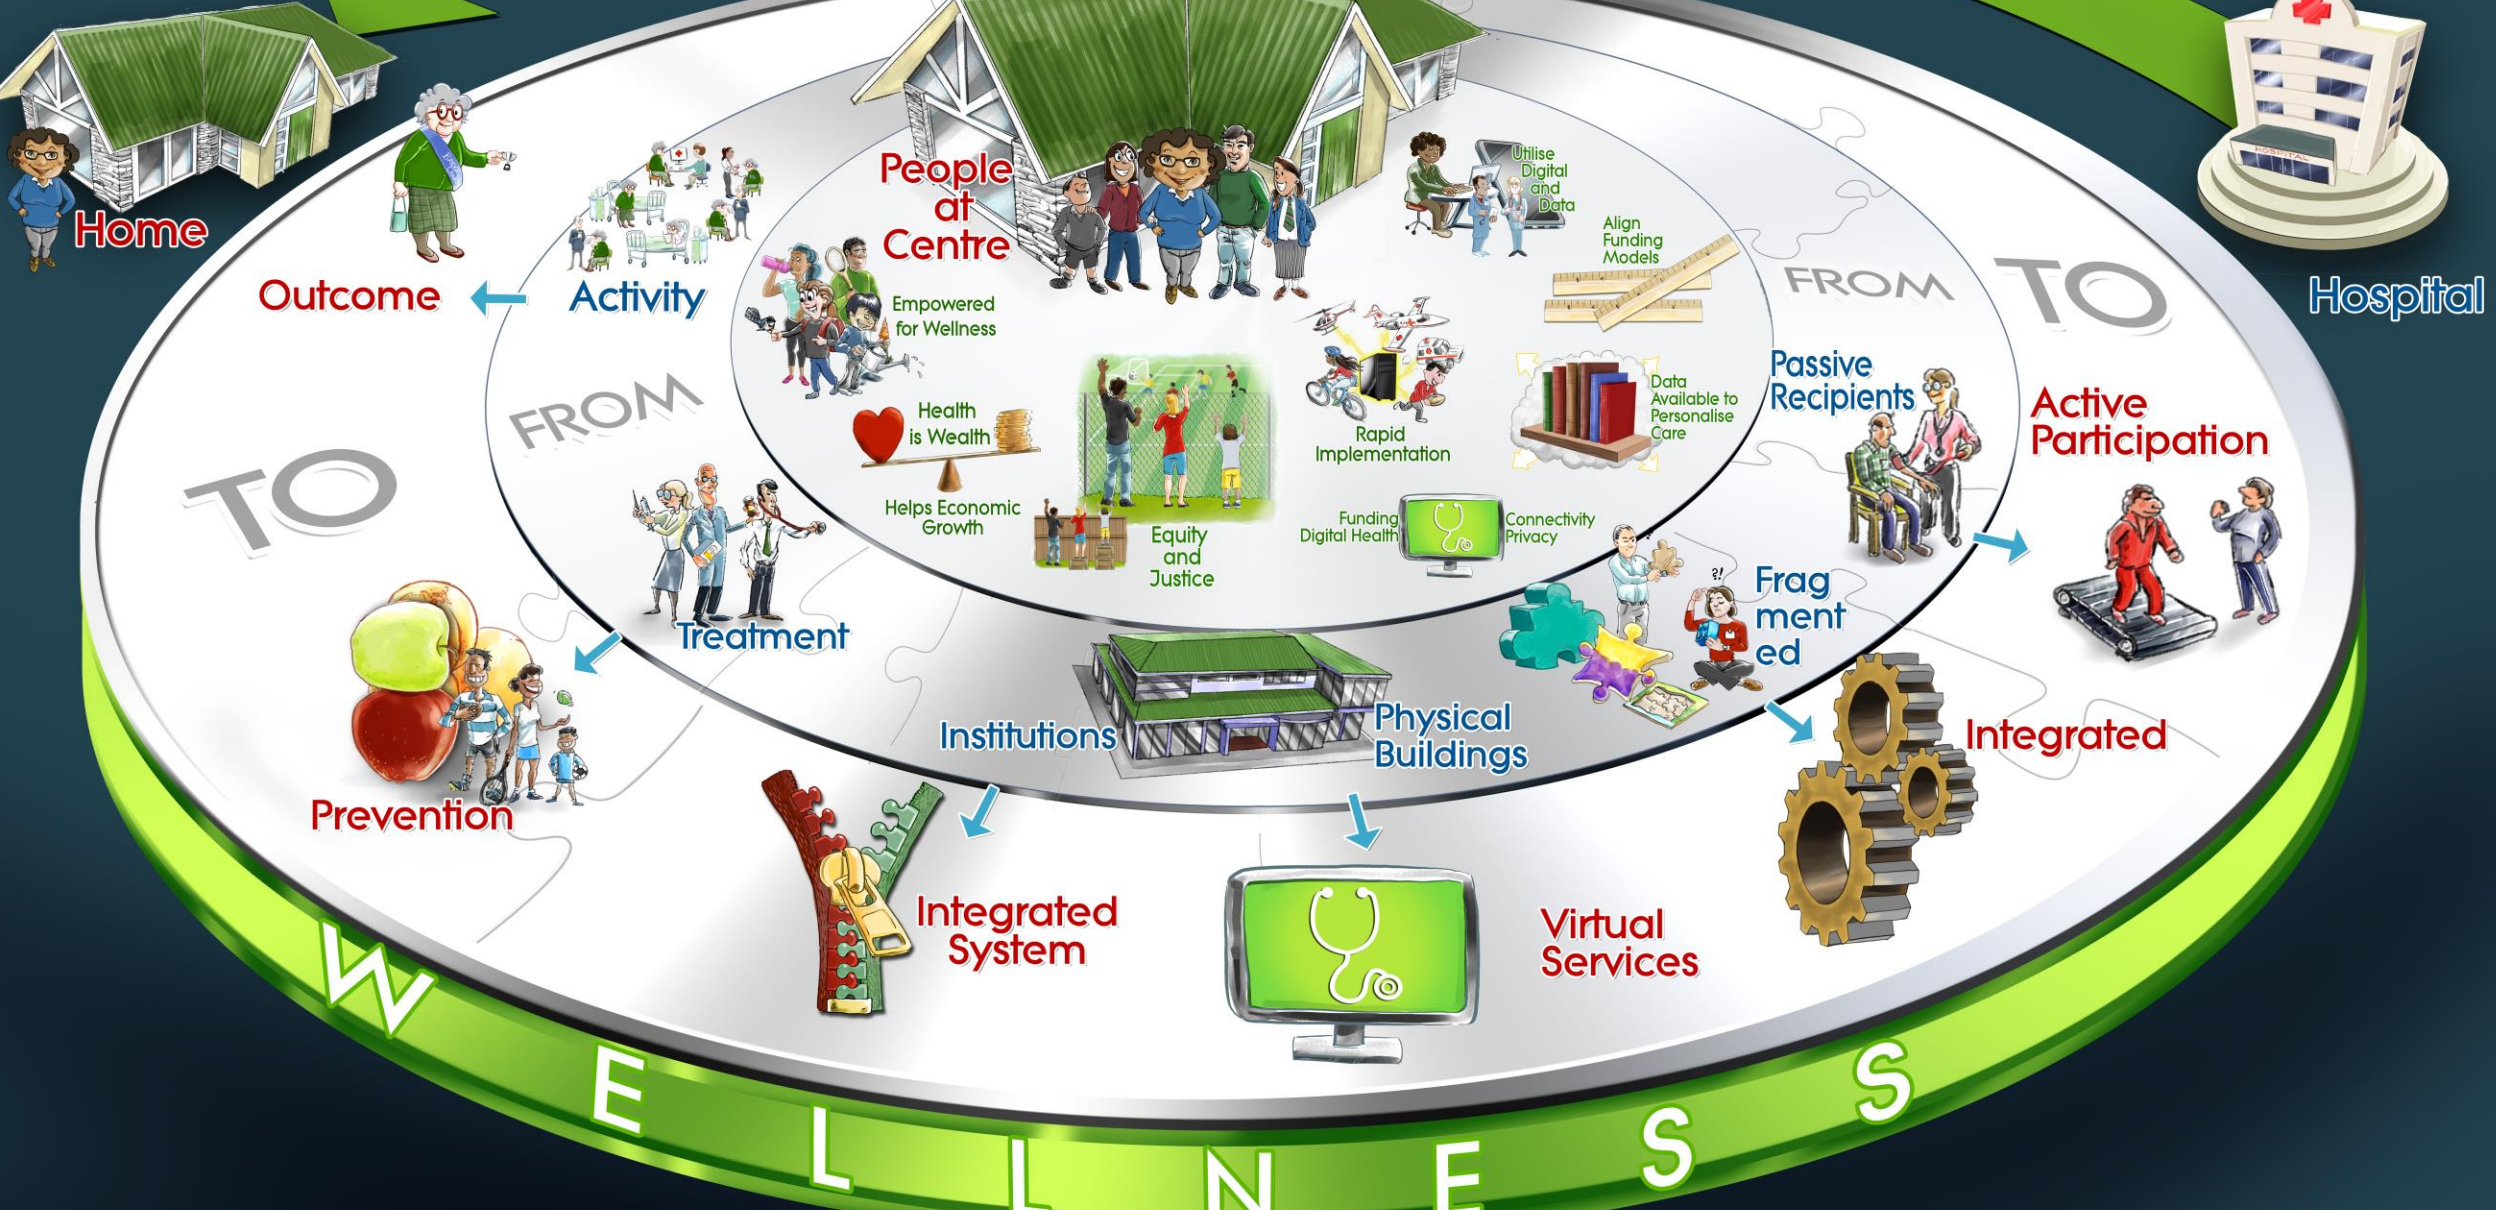 Home
HOSPITAL
Hospital
People
at
Centre
Utilise
Digital
and
Data
Align
Funding
Models
Outcome
Activity
FROM
TO
Empowered
for Wellness
Passive
Recipients
Active
Participation
Data
Available to
Personalise
Care
Health
is Wealth
FROM
Rapid
Implementation
TO
Helps Economic
Growth
Equity
and
Justice
Funding
Digital Health
Connectivity
Privacy
?!
Frag
ment
ed
Treatment
Institutions
Physical
Buildings
Integrated
Prevention
Integrated
System
Virtual
Services
WELLNESS